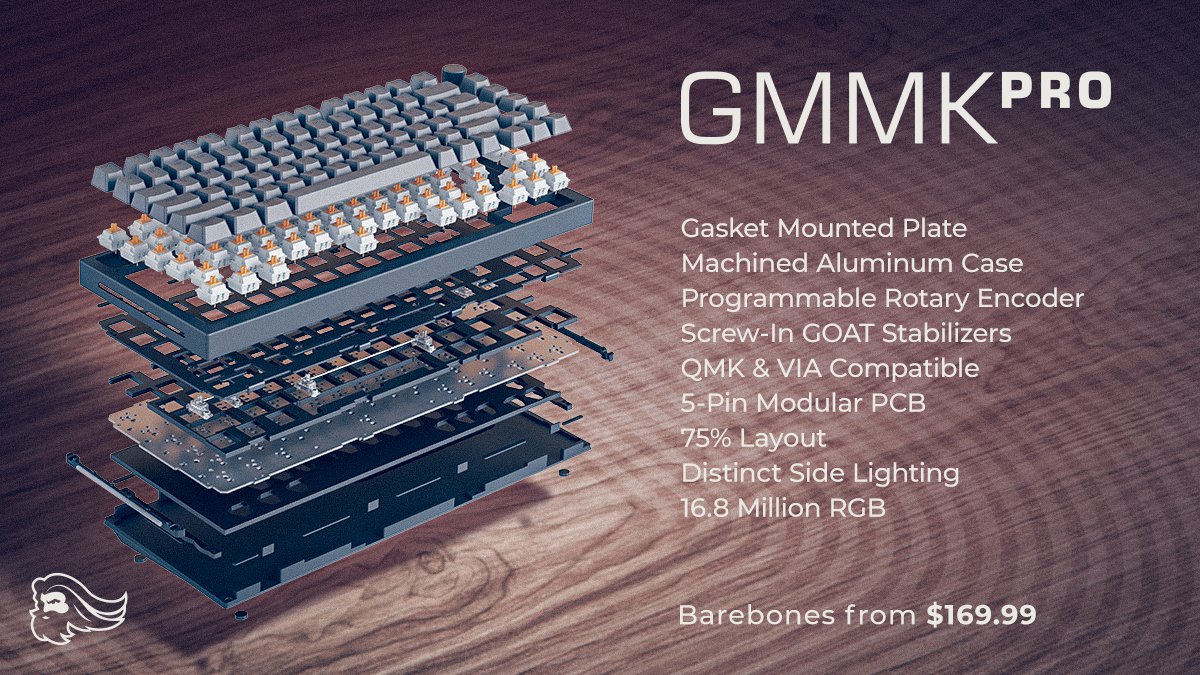 GMMK PRO
Gasket Mounted Plate
Machined Aluminum Case
Programmable Rotary Encoder
Screw-In GOAT Stabilizers
QMK & VIA Compatible
5-Pin Modular PCB
75% Layout
Distinct Side Lighting
16.8 Million RGB
Barebones from $169.99